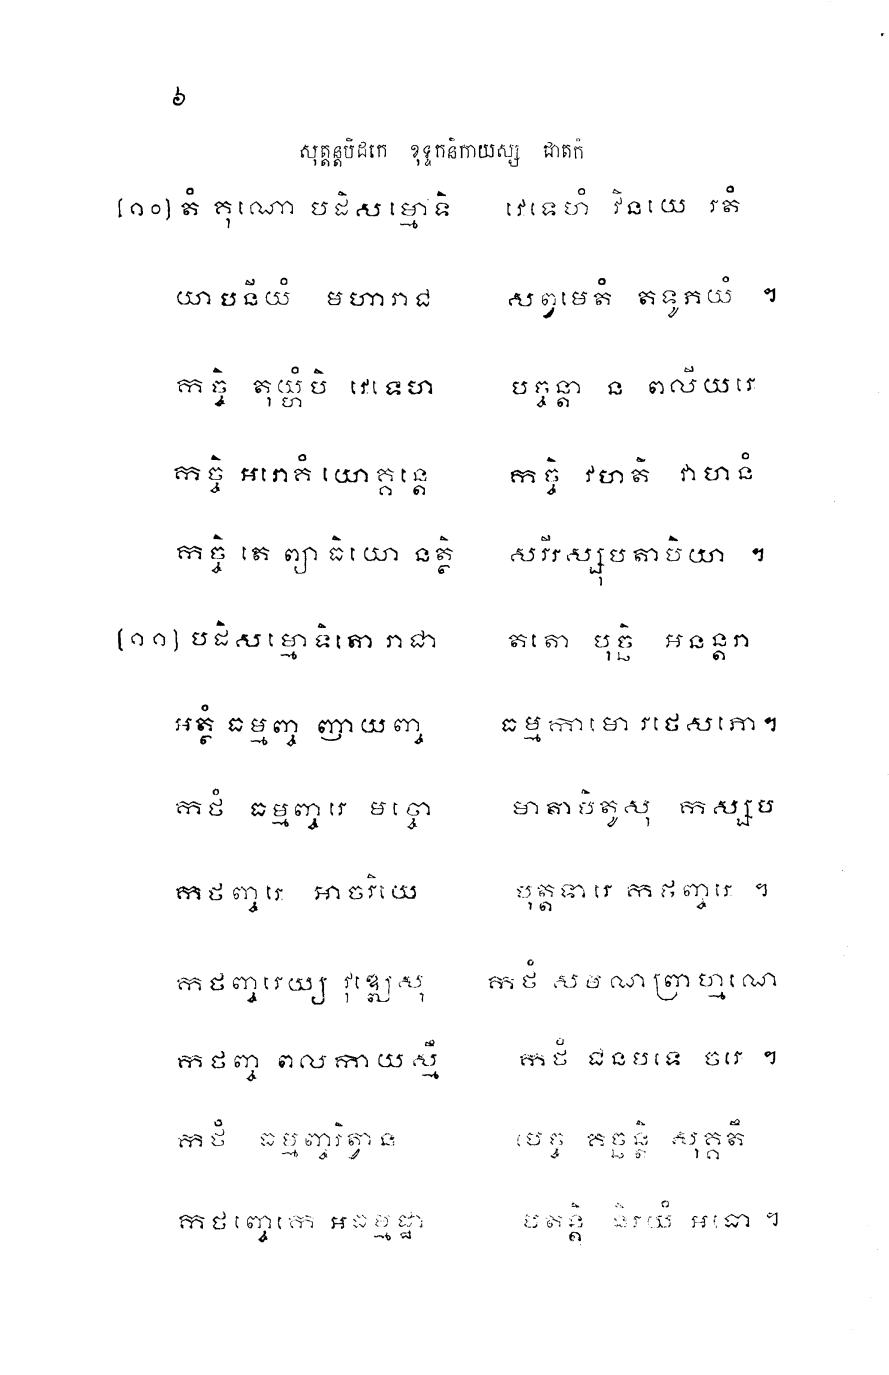 ៦
សុត្តន្តបិដកេ ខុទ្ទកនិកាយស្ស ជាតកំ
(១០) តំ កុណោ បដិសម្មោទិ វេទេហំ វិនយេ រតំ
យាបនីយំ មហារាជ សព្វមេតំ តទូភយំ ។
កច្ចិ តុយ្ហំបិ វេទេហ បច្ចន្តា ន ពលីយរេ
កច្ចិ អរោគំ យោគ្គន្តេ កច្ចិ វហតិ វាហនំ
កច្ចិ តេ ព្យាធិយោ នត្ថិ សរីរស្សុបតាបិយា ។
(១១) បដិសម្មោទិតោ រាជា តតោ បុច្ឆិ អនន្តរា
អត្ថំ ធម្មញ្ច ញាយញ្ច ធម្មកាមោ រថេសភោ។
កថំ ធម្មញ្ចរេ មច្ចោ មាតាបិតូសុ កស្សប
កថញ្ចរេ អាចរិយេ បុត្តទារេ កថញ្ចរេ ។
កថញ្ចរេយ្យ វុឌ្ឍេសុ កថំ សមណព្រាហ្មណេ
កថញ្ច ពលកាយស្មឹ កថំ ជនបទេ ចរេ ។
កថំ ធម្មញ្ចរិត្វាន បេច្ច គច្ឆន្តិ សុគ្គតឹ
កថញ្ចេកេ អធម្មដ្ឋា បតន្តិ និរយំ អធោ ។